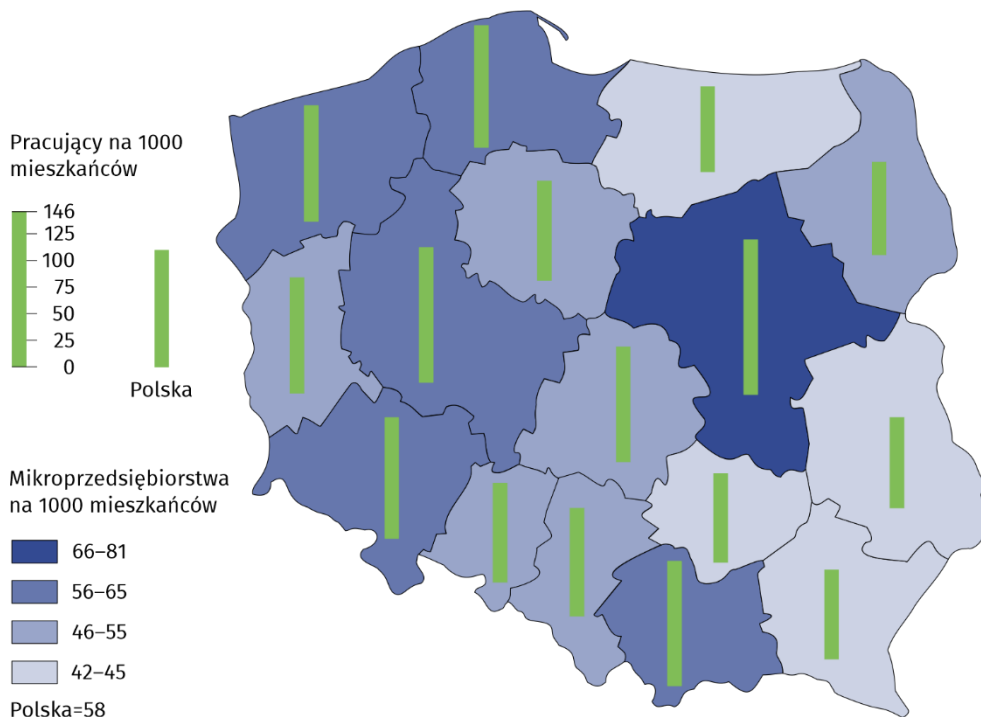 Pracujący na 1000
mieszkańców
146
125
100
75
50
25
0
Polska
Mikroprzedsiębiorstwa
na 1000 mieszkańców
66–81
56–65
46–55
42–45
Polska=58